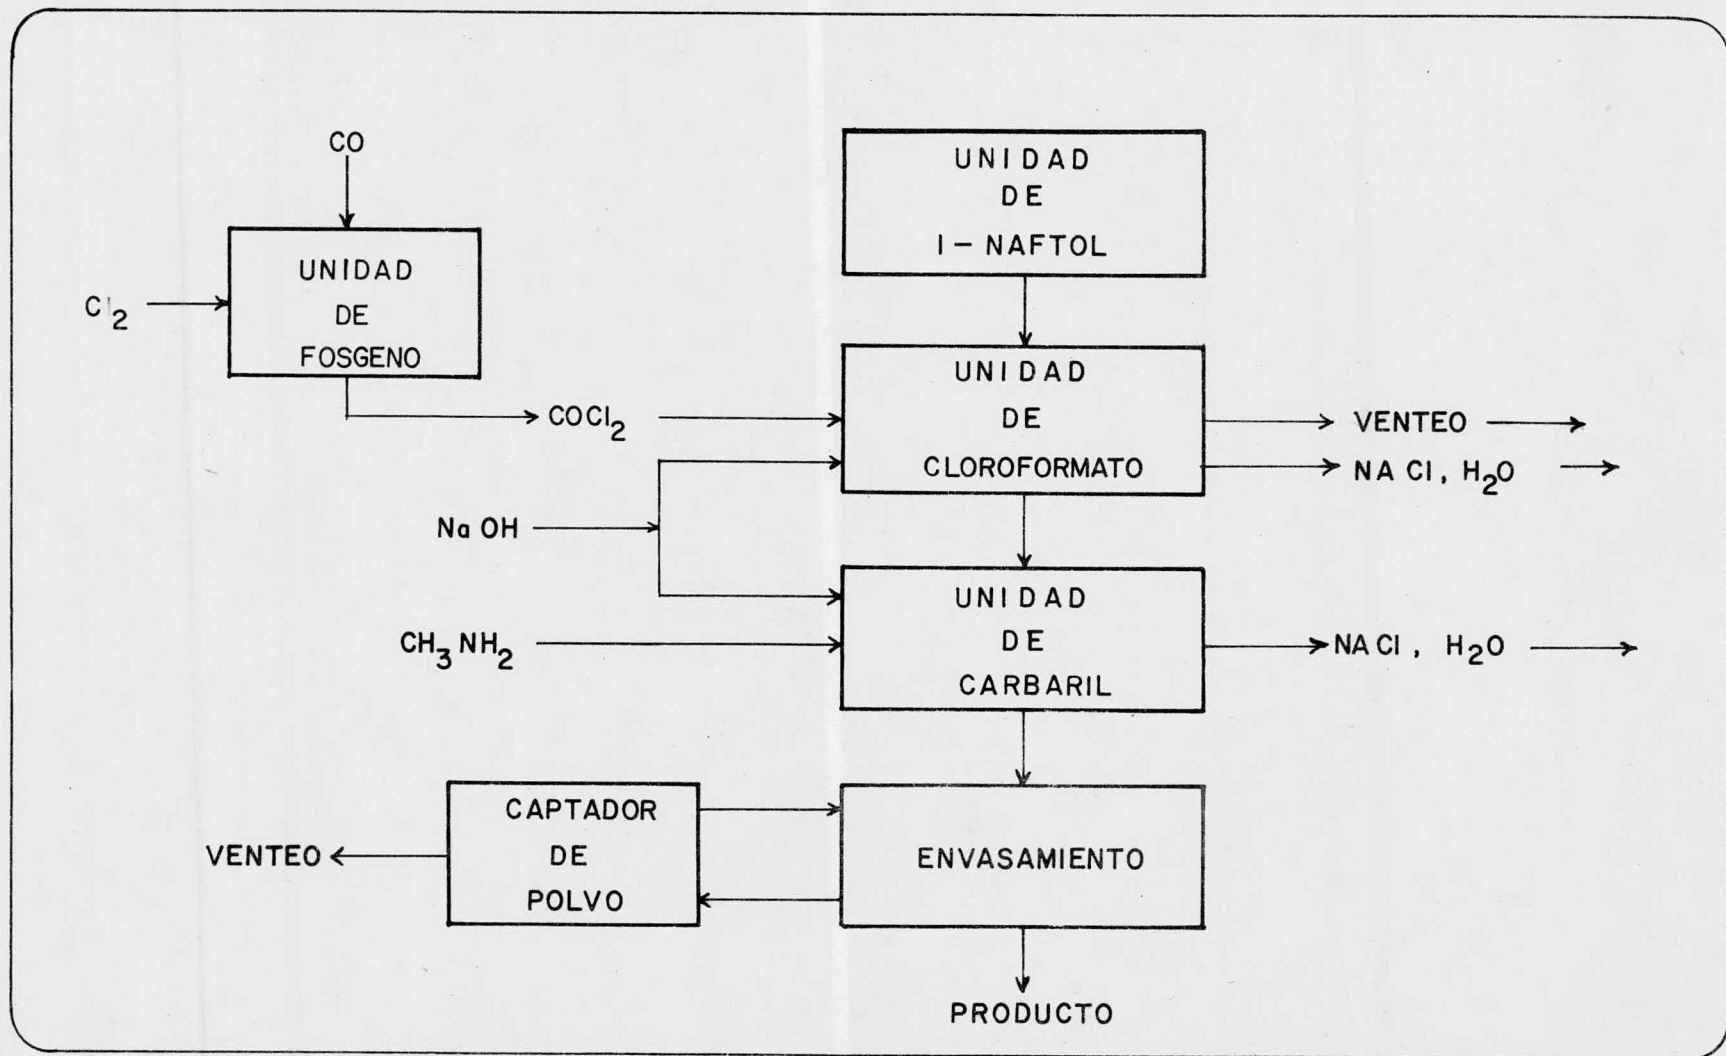 CO
UNIDAD
DE
FOSGENO
Cl2
UNIDAD
DE
1 - NAFTOL
COCl2
UNIDAD
DE
CLOROFORMATO
VENTEO
NA Cl, H2O
Na OH
CH3 NH2
UNIDAD
DE
CARBARIL
NA Cl, H2O
CAPTADOR
DE
POLVO
VENTEO
ENVASAMIENTO
PRODUCTO